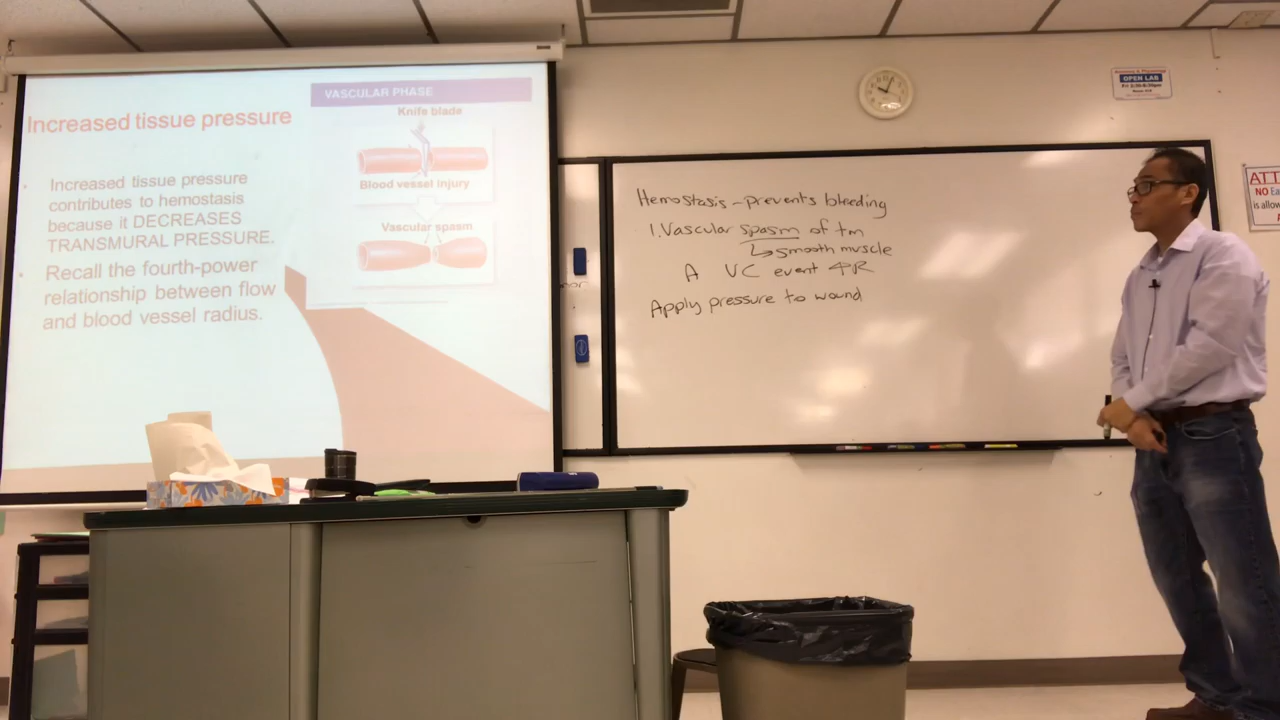 Increased tissue pressure
Increased tissue pressure
contributes to hemostasis
because it DECREASES
TRANSMURAL PRESSURE.
Recall the fourth-power
relationship between flow
and blood vessel radius.
VASCULAR PHASE
Knife blade
Blood vessel injury
Vascular spasm
Hemostasis - prevents bleeding
1. Vascular spasm of tm
↳ smooth muscle
A VC event ↑R
Apply pressure to wound
OPEN LAB
ATT
NO Ea
is allow